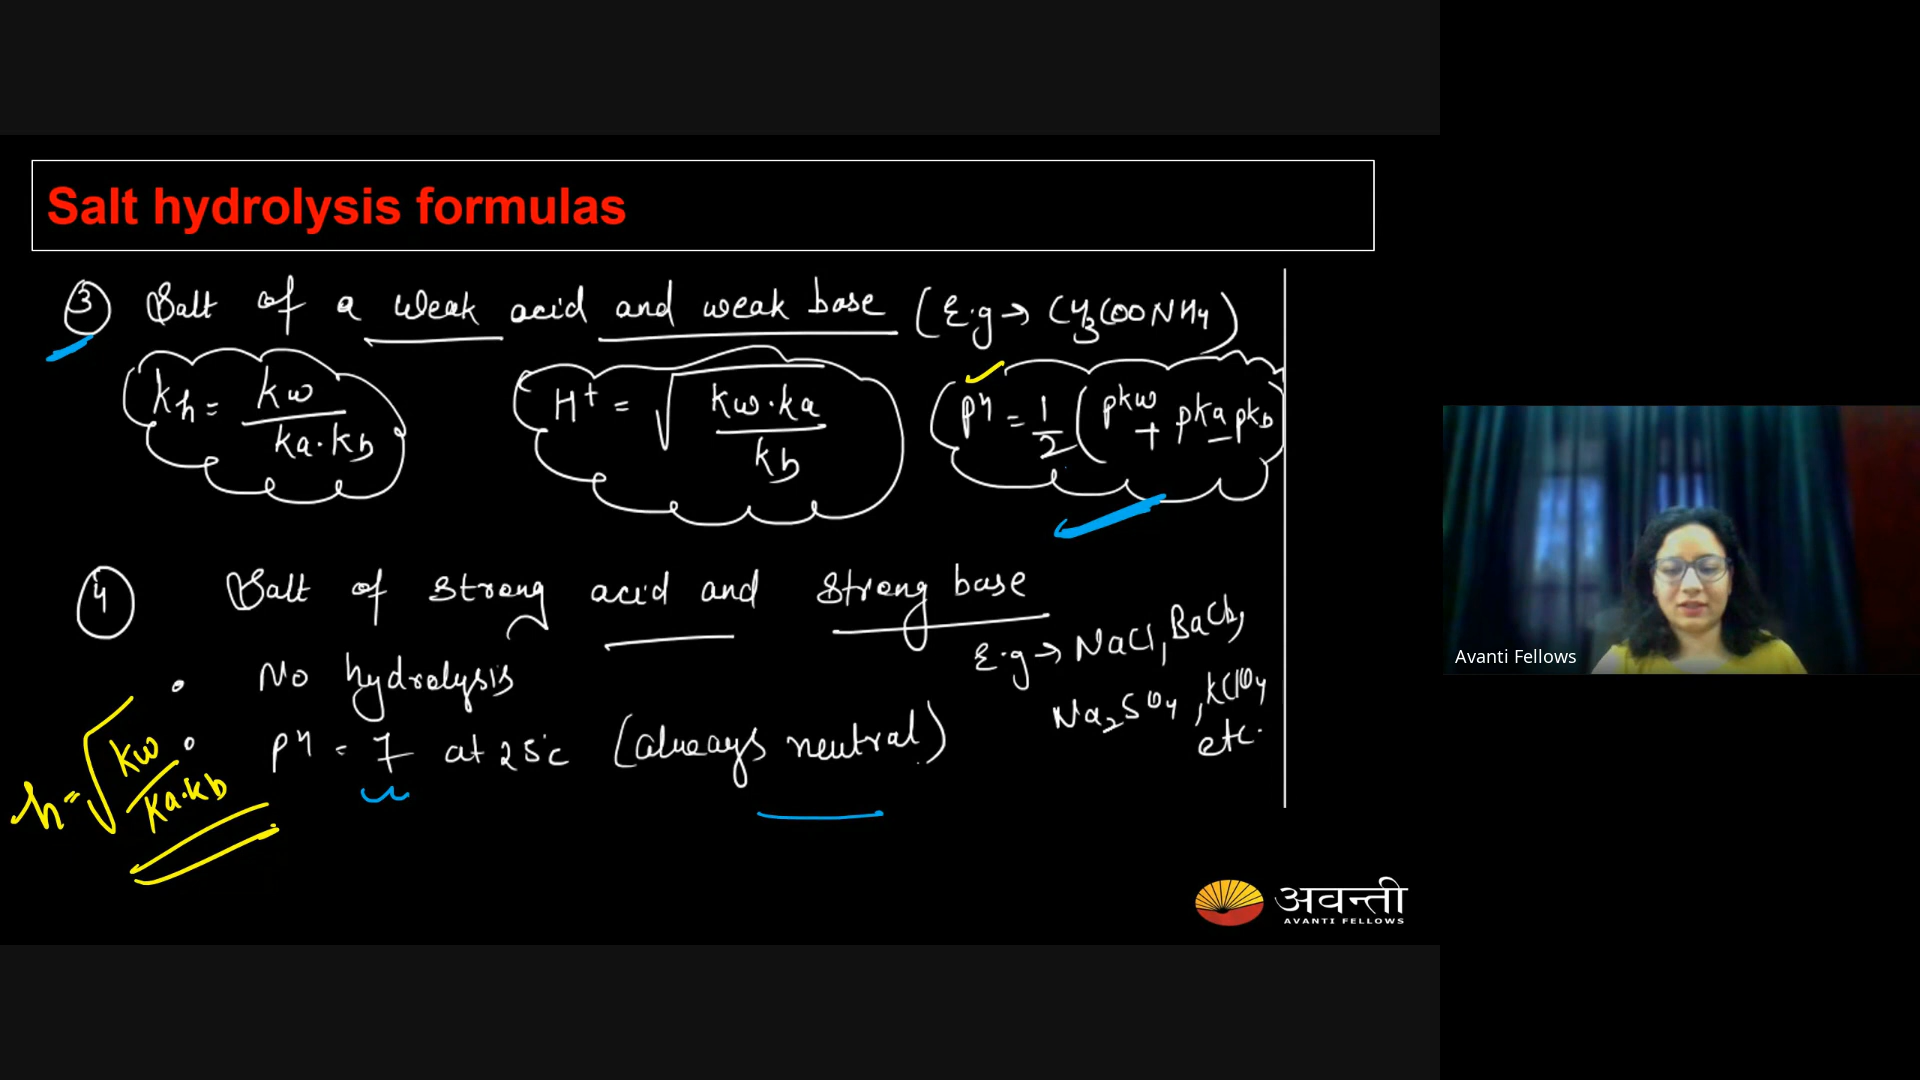 Salt hydrolysis formulas
③ Salt of a weak acid and weak base (E.g → CH3COONH4)
kh = kw / ka.kb
H⁺ = √(kw.ka / kb)
pH = 1/2 (pkw + pka - pkb
④ Salt of strong acid and strong base
E.g → NaCl, BaCl2,
Na2SO4, KClO4
etc.
• No hydrolysis
• pH = 7 at 25°C (always neutral)
h = √(kw / ka.kb)
Avanti Fellows
अवन्ती
AVANTI FELLOWS